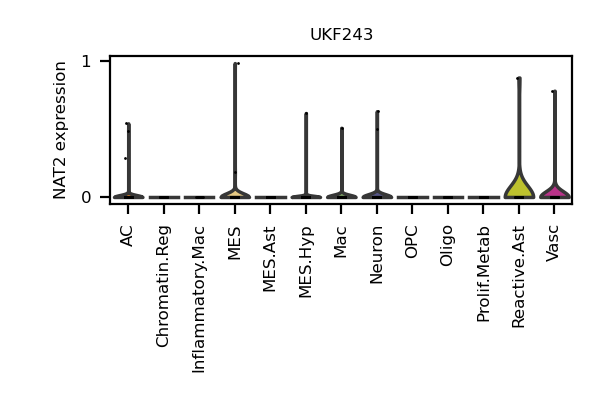 UKF243
NAT2 expression
1
0
AC
Chromatin.Reg
Inflammatory.Mac
MES
MES.Ast
MES.Hyp
Mac
Neuron
OPC
Oligo
Prolif.Metab
Reactive.Ast
Vasc